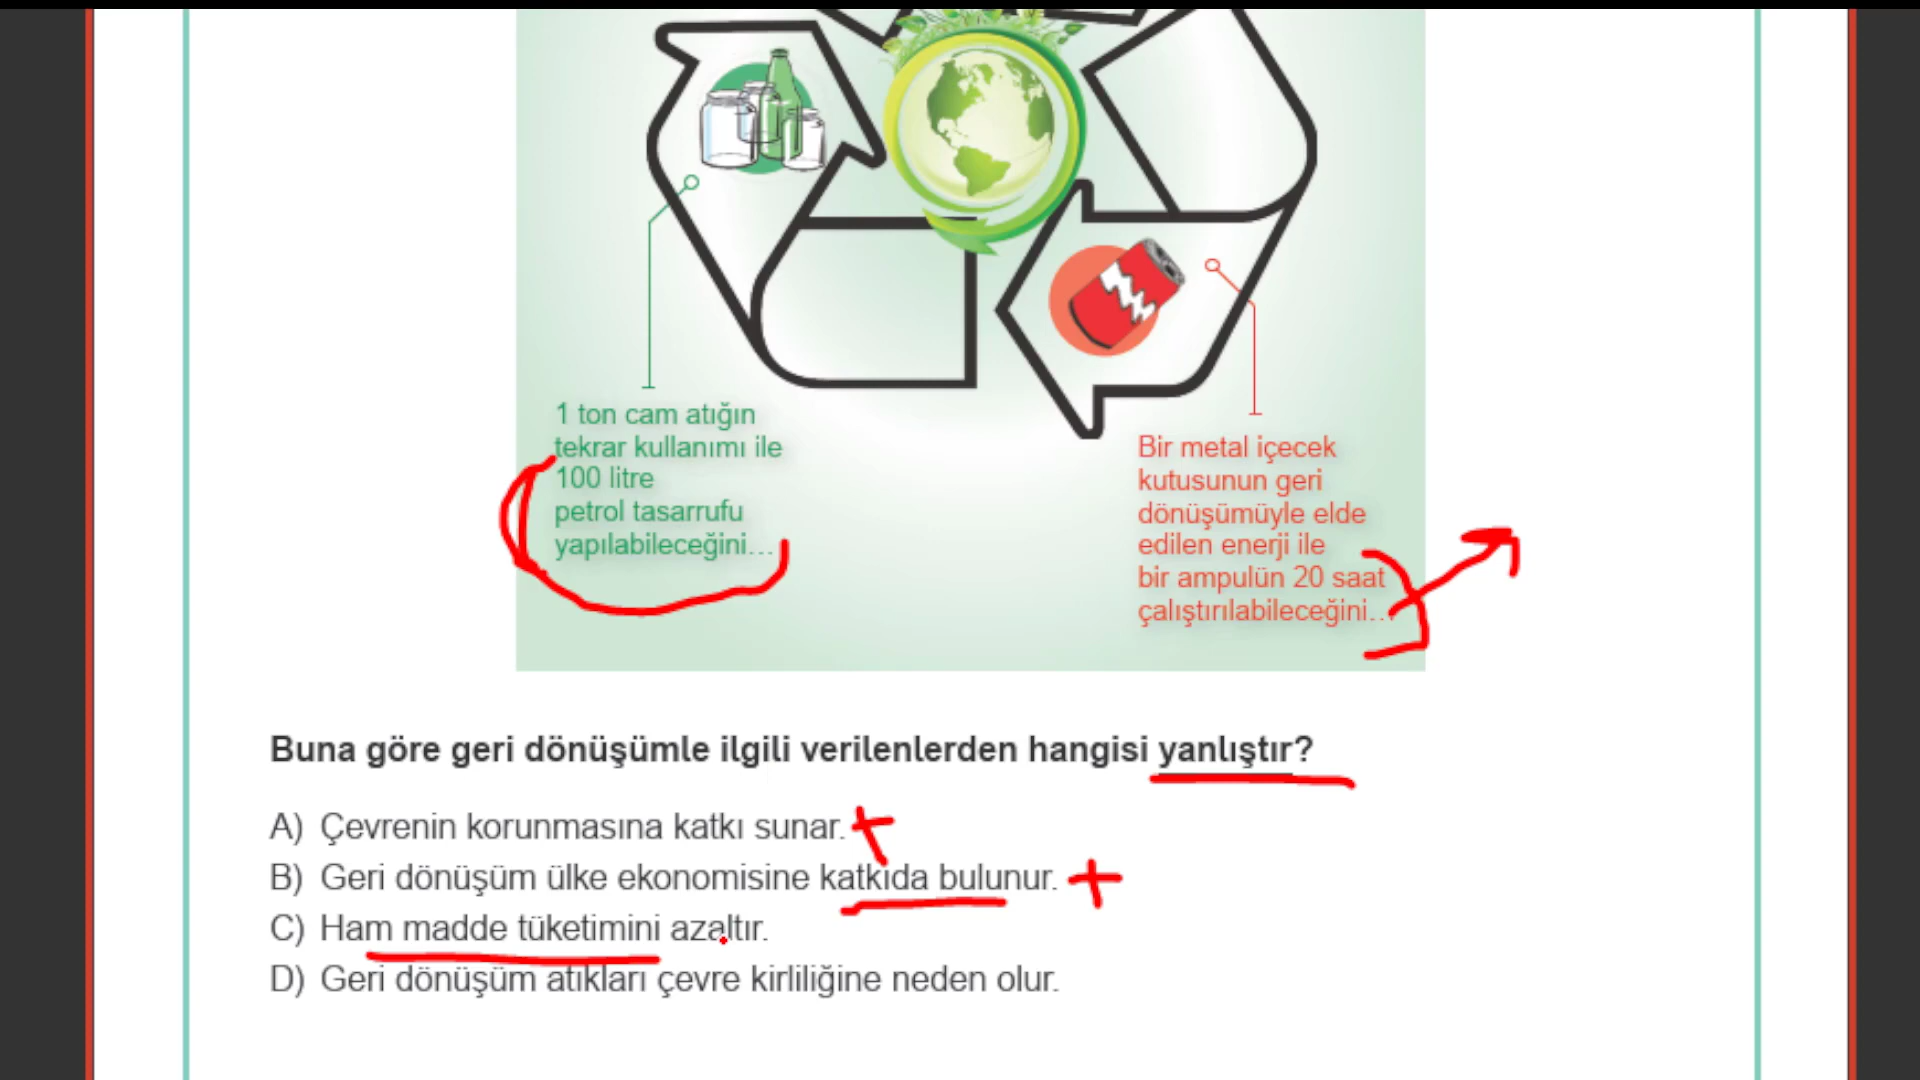 1 ton cam atığın
tekrar kullanımı ile
100 litre
petrol tasarrufu
yapılabileceğini...
Bir metal içecek
kutusunun geri
dönüşümüyle elde
edilen enerji ile
bir ampulün 20 saat
çalıştırılabileceğini...
Buna göre geri dönüşümle ilgili verilenlerden hangisi yanlıştır?
A) Çevrenin korunmasına katkı sunar.
B) Geri dönüşüm ülke ekonomisine katkıda bulunur.
C) Ham madde tüketimini azaltır.
D) Geri dönüşüm atıkları çevre kirliliğine neden olur.